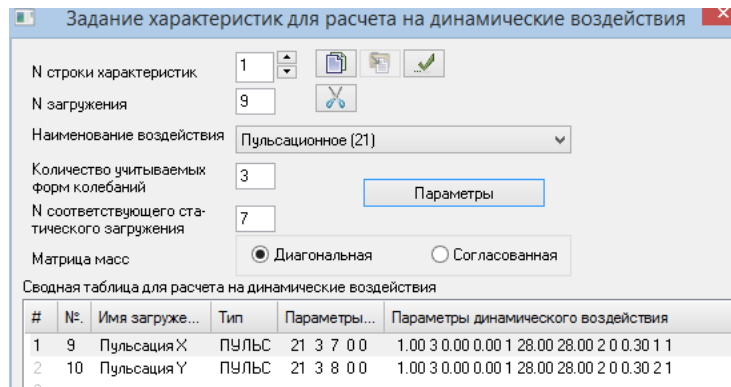 Задание характеристик для расчета на динамические воздействия
N строки характеристик 1
N загружения 9
Наименование воздействия Пульсационное (21)
Количество учитываемых
форм колебаний 3
Параметры
N соответствующего ста-
тического загружения 7
Матрица масс Диагональная Согласованная
Сводная таблица для расчета на динамические воздействия
# №. Имя загруже... Тип Параметры... Параметры динамического воздействия
1 9 Пульсация X ПУЛЬС 21 3 7 0 0 1.00 3 0.00 0.00 1 28.00 28.00 2 0 0.30 1 1
2 10 Пульсация Y ПУЛЬС 21 3 8 0 0 1.00 3 0.00 0.00 1 28.00 28.00 2 0 0.30 2 1